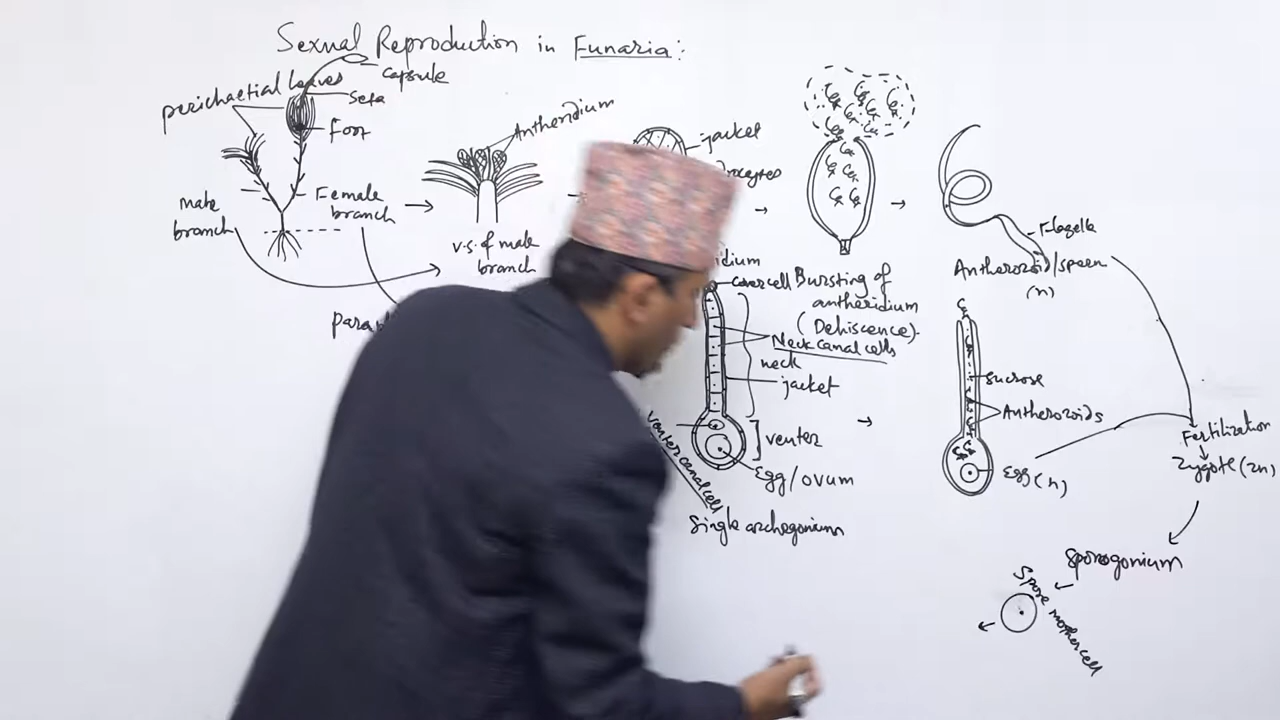 Sexual Reproduction in Funaria:
capsule
perichaetial leaves
Seta
foot
male
branch
Female
branch
Antheridium
v.s. of male
branch
jacket
Flagella
Antherozoid/sperm
(n)
cover cell
Bursting of
antheridium
(Dehiscence).
Neck canal cells
neck
jacket
venter
Egg/ovum
venter canal cell
Single archegonium
Sucrose
Antherozoids
Egg(n)
Fertilization
Zygote(2n)
Sporogonium
Spore mother cell